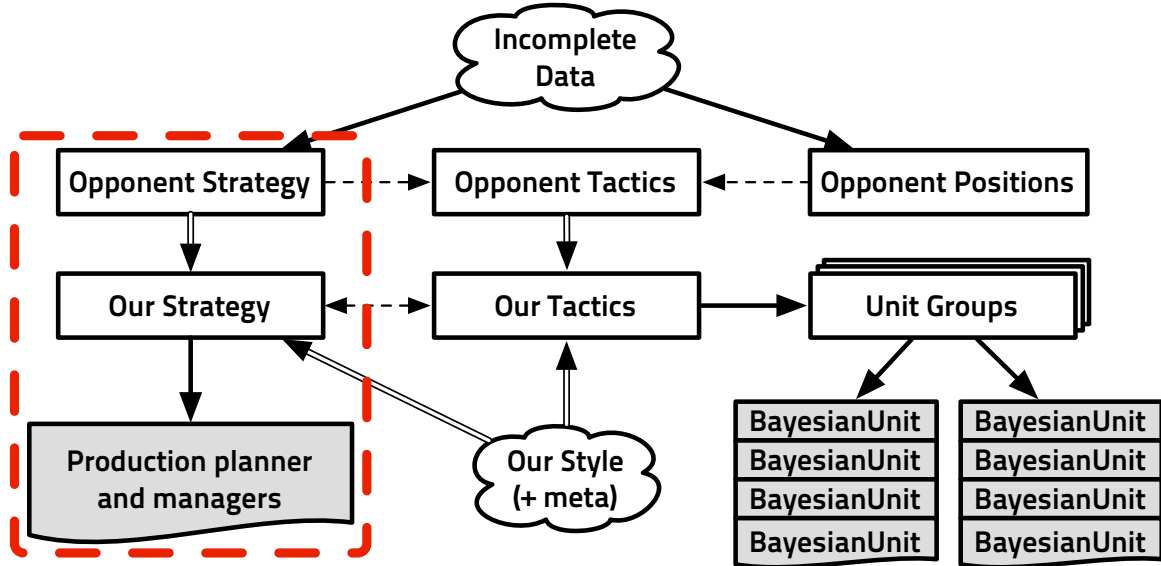 Incomplete
Data
Opponent Strategy
Opponent Tactics
Opponent Positions
Our Strategy
Our Tactics
Unit Groups
Production planner
and managers
Our Style
(+ meta)
BayesianUnit
BayesianUnit
BayesianUnit
BayesianUnit
BayesianUnit
BayesianUnit
BayesianUnit
BayesianUnit